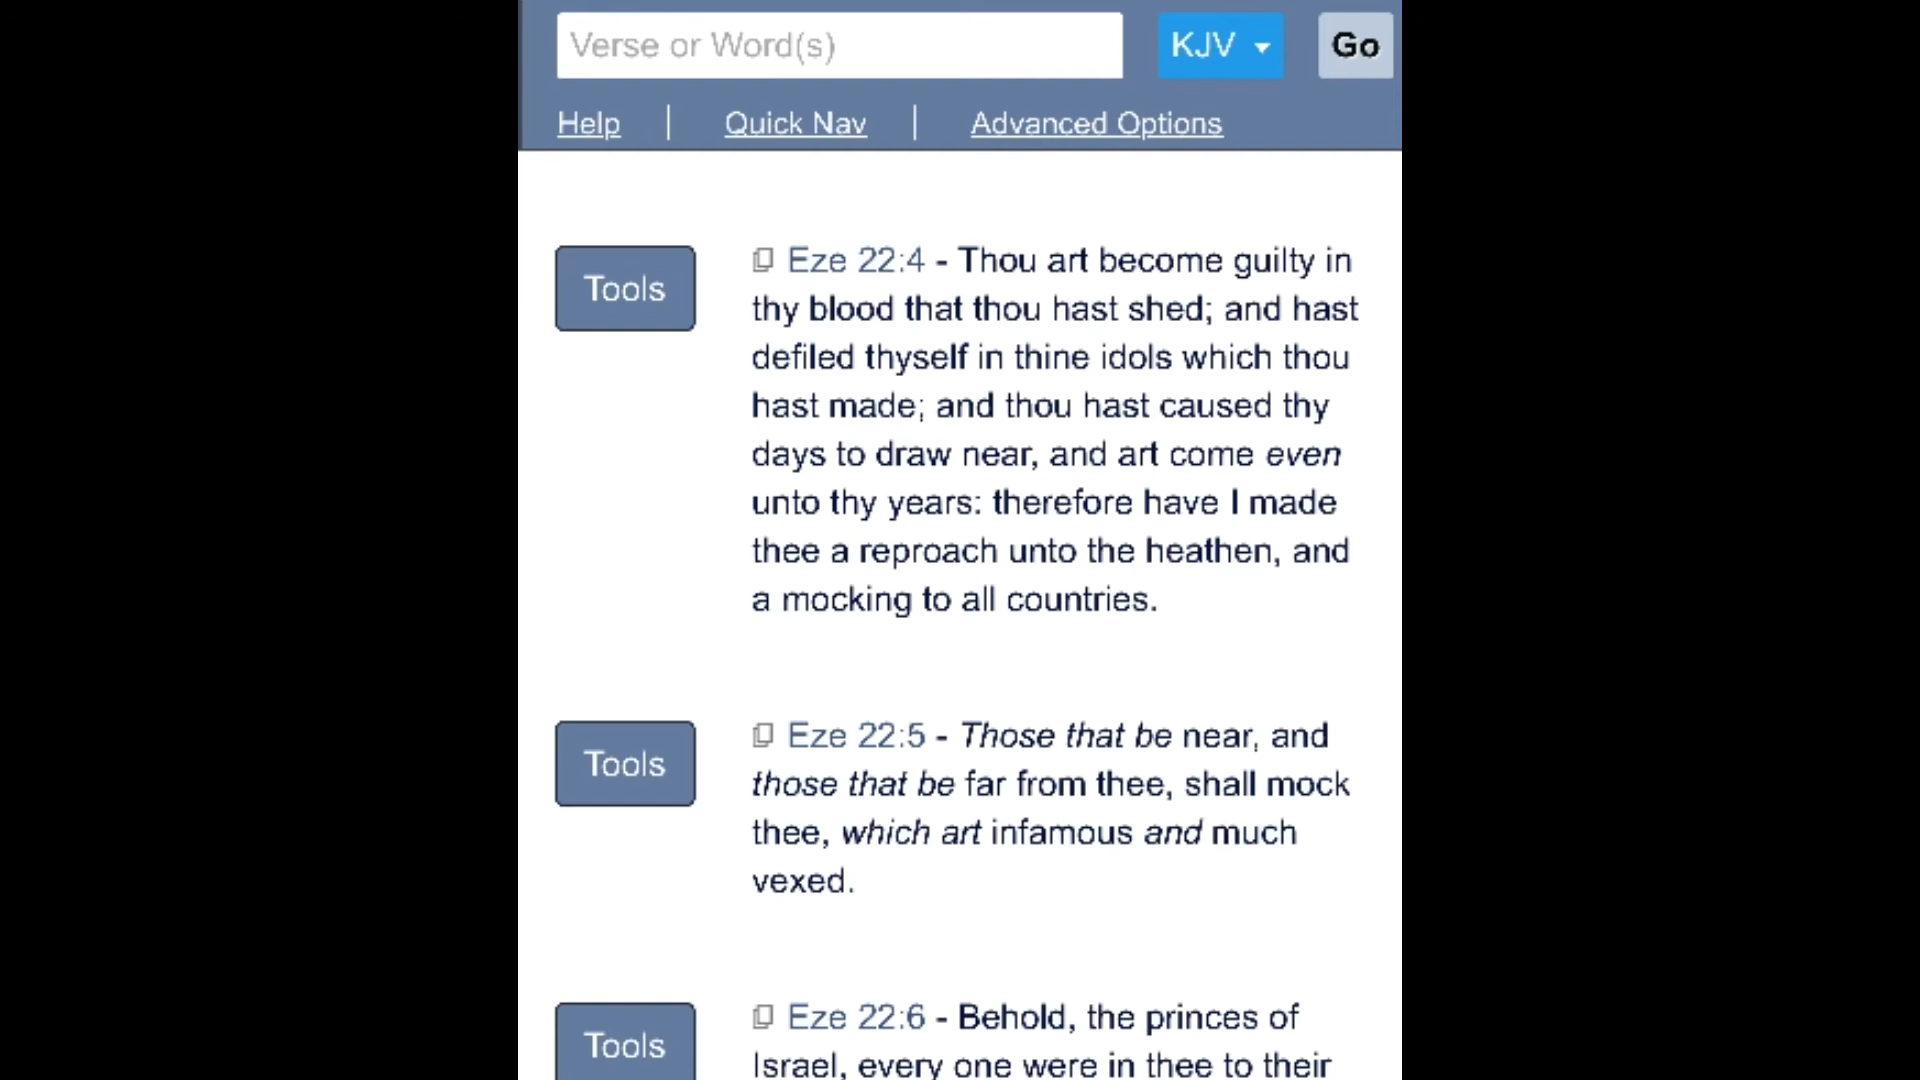 Verse or Word(s)
KJV
Go
Help | Quick Nav | Advanced Options
Tools
Eze 22:4 - Thou art become guilty in
thy blood that thou hast shed; and hast
defiled thyself in thine idols which thou
hast made; and thou hast caused thy
days to draw near, and art come even
unto thy years: therefore have I made
thee a reproach unto the heathen, and
a mocking to all countries.
Tools
Eze 22:5 - Those that be near, and
those that be far from thee, shall mock
thee, which art infamous and much
vexed.
Tools
Eze 22:6 - Behold, the princes of
Israel, every one were in thee to their